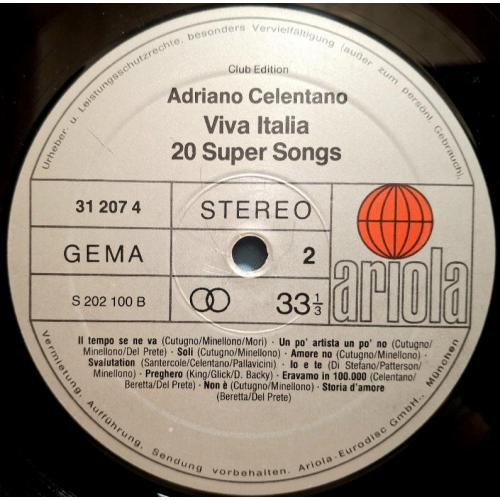 Urheber- u. Leistungsschutzrechte, besonders Vervielfältigung (außer zum persönl. Gebrauch),
Club Edition
Adriano Celentano
Viva Italia
20 Super Songs
31 207 4
STEREO
GEMA
2
S 202 100 B
33 1/3
ariola
Il tempo se ne va (Cutugno/Minellono/Mori) · Un po' artista un po' no (Cutugno/
Minellono/Del Prete) · Soli (Cutugno/Minellono) · Amore no (Cutugno/Minellono) ·
Svalutation (Santercole/Celentano/Pallavicini) · Io e te (Di Stefano/Patterson/
Minellono) · Preghero (King/Glick/D. Backy) · Eravamo in 100.000 (Celentano/
Beretta/Del Prete) · Non è (Cutugno/Minellono) · Storia d'amore
(Beretta/Del Prete)
Vermietung, Aufführung, Sendung vorbehalten. Ariola-Eurodisc GmbH., München